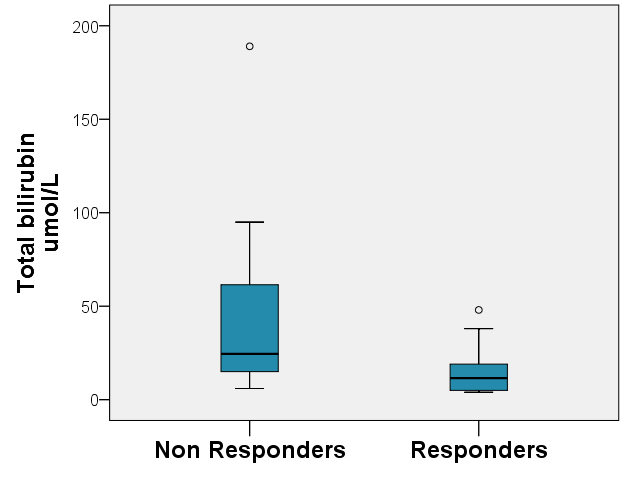 Total bilirubin
umol/L
200
150
100
50
0
Non Responders
Responders